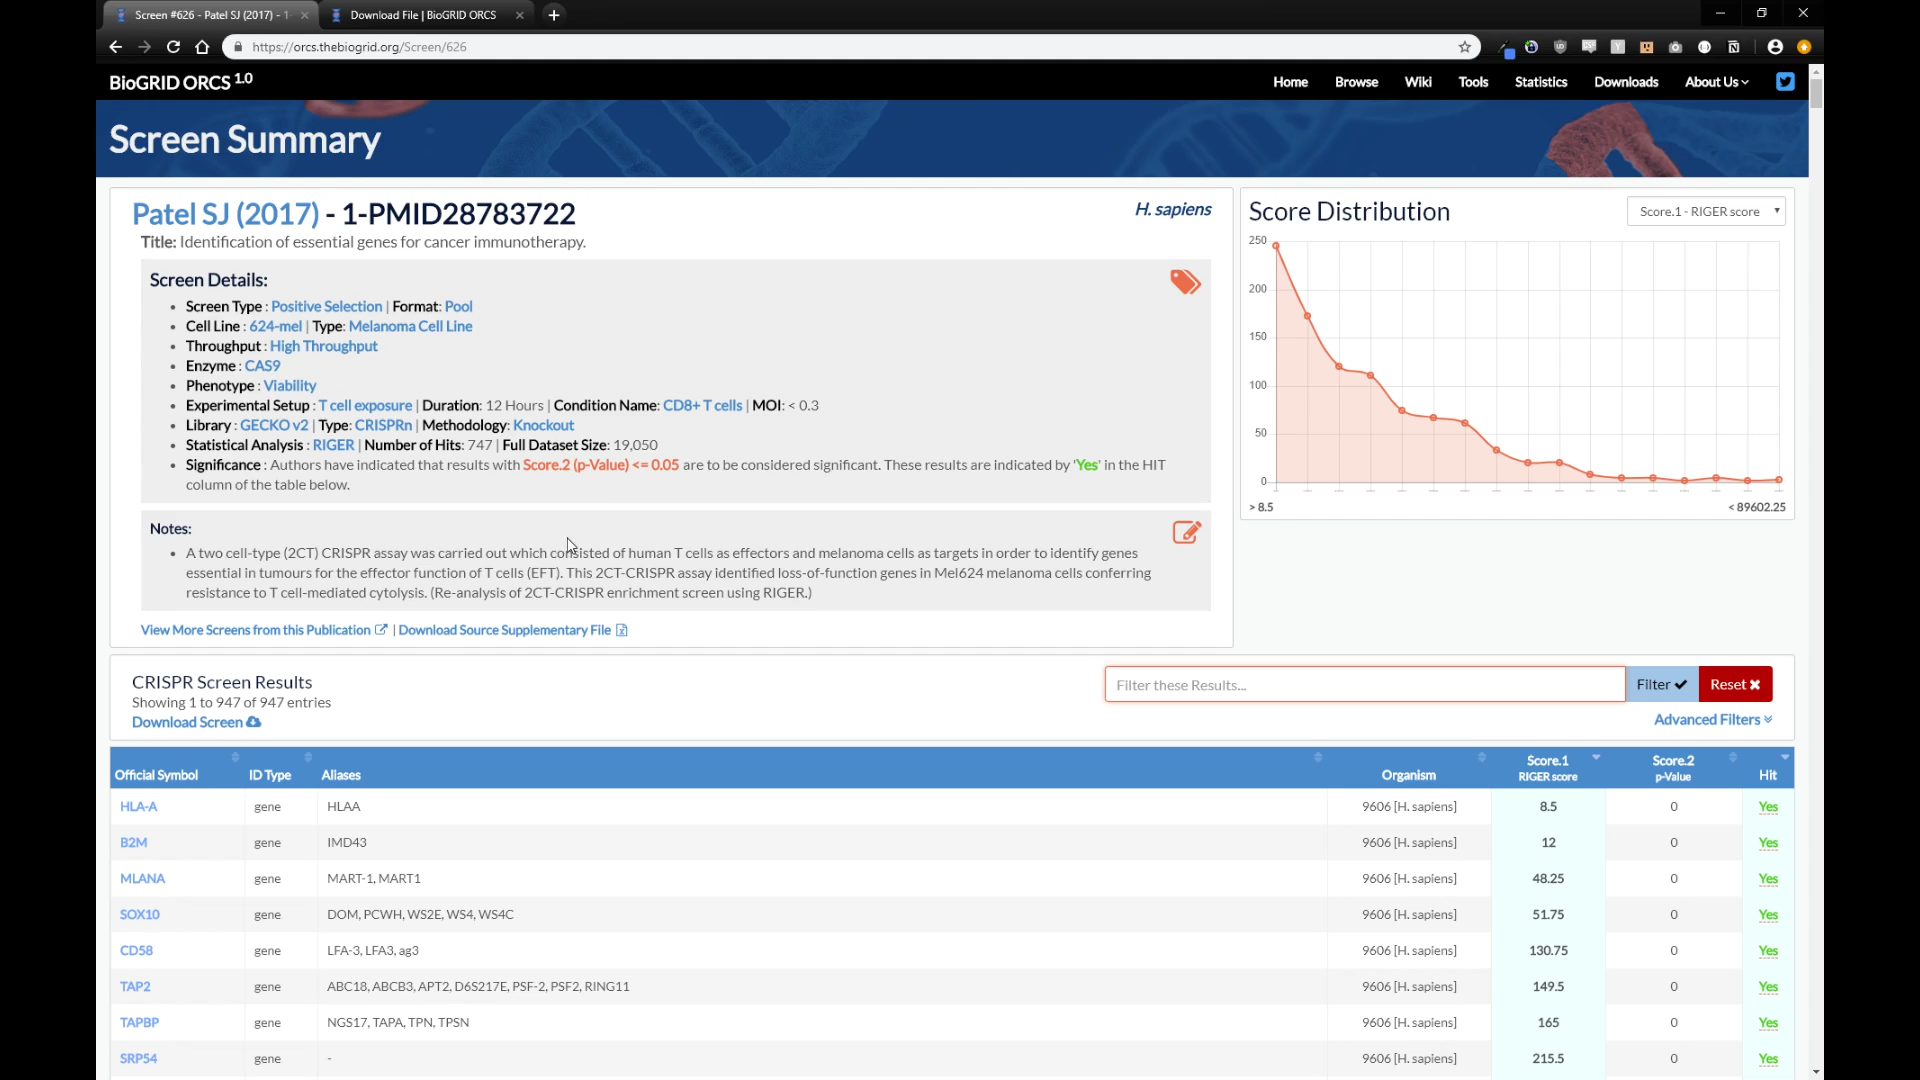 Screen #626 - Patel SJ (2017) - 1-
Download File | BioGRID ORCS
https://orcs.thebiogrid.org/Screen/626
BioGRID ORCS 1.0
Home Browse Wiki Tools Statistics Downloads About Us
Screen Summary
Patel SJ (2017) - 1-PMID28783722
H. sapiens
Title: Identification of essential genes for cancer immunotherapy.
Screen Details:
Screen Type : Positive Selection | Format: Pool
Cell Line : 624-mel | Type: Melanoma Cell Line
Throughput : High Throughput
Enzyme : CAS9
Phenotype : Viability
Experimental Setup : T cell exposure | Duration: 12 Hours | Condition Name: CD8+ T cells | MOI: < 0.3
Library : GECKO v2 | Type: CRISPRn | Methodology: Knockout
Statistical Analysis : RIGER | Number of Hits: 747 | Full Dataset Size: 19,050
Significance : Authors have indicated that results with Score.2 (p-Value) <= 0.05 are to be considered significant. These results are indicated by 'Yes' in the HIT
column of the table below.
Notes:
A two cell-type (2CT) CRISPR assay was carried out which consisted of human T cells as effectors and melanoma cells as targets in order to identify genes
essential in tumours for the effector function of T cells (EFT). This 2CT-CRISPR assay identified loss-of-function genes in Mel624 melanoma cells conferring
resistance to T cell-mediated cytolysis. (Re-analysis of 2CT-CRISPR enrichment screen using RIGER.)
View More Screens from this Publication | Download Source Supplementary File
Score Distribution
Score.1 - RIGER score
250
200
150
100
50
0
> 8.5 < 89602.25
CRISPR Screen Results
Showing 1 to 947 of 947 entries
Download Screen
Filter these Results...
Filter
Reset
Advanced Filters
Official Symbol ID Type Aliases Organism Score.1 RIGER score Score.2 p-Value Hit
HLA-A gene HLAA 9606 [H. sapiens] 8.5 0 Yes
B2M gene IMD43 9606 [H. sapiens] 12 0 Yes
MLANA gene MART-1, MART1 9606 [H. sapiens] 48.25 0 Yes
SOX10 gene DOM, PCWH, WS2E, WS4, WS4C 9606 [H. sapiens] 51.75 0 Yes
CD58 gene LFA-3, LFA3, ag3 9606 [H. sapiens] 130.75 0 Yes
TAP2 gene ABC18, ABCB3, APT2, D6S217E, PSF-2, PSF2, RING11 9606 [H. sapiens] 149.5 0 Yes
TAPBP gene NGS17, TAPA, TPN, TPSN 9606 [H. sapiens] 165 0 Yes
SRP54 gene - 9606 [H. sapiens] 215.5 0 Yes